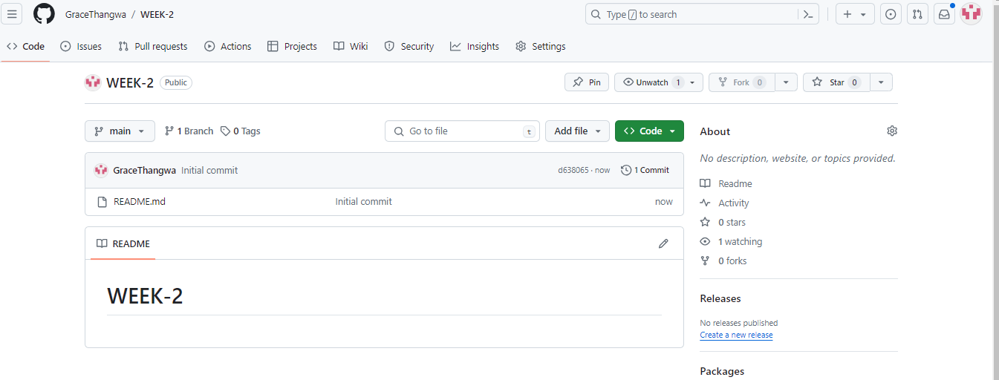 GraceThangwa / WEEK-2
Type / to search
Code Issues Pull requests Actions Projects Wiki Security Insights Settings
WEEK-2 Public
Pin Unwatch 1 Fork 0 Star 0
main 1 Branch 0 Tags Go to file t Add file Code
GraceThangwa Initial commit d638065 · now 1 Commit
README.md Initial commit now
README
WEEK-2
About
No description, website, or topics provided.
Readme
Activity
0 stars
1 watching
0 forks
Releases
No releases published
Create a new release
Packages